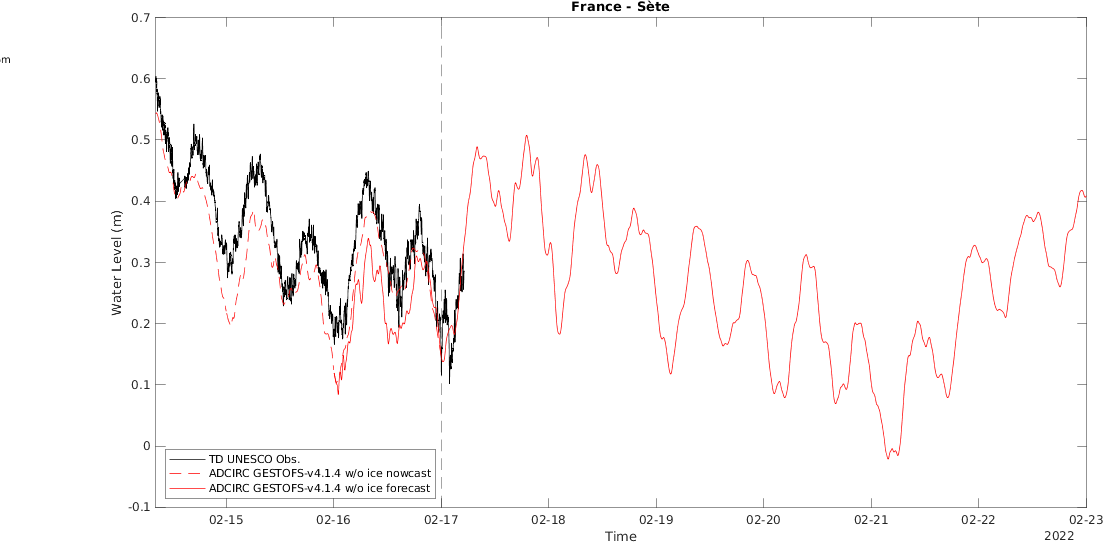 France - Sète
0.7
0.6
0.5
0.4
0.3
0.2
0.1
0
-0.1
Water Level (m)
TD UNESCO Obs.
ADCIRC GESTOFS-v4.1.4 w/o ice nowcast
ADCIRC GESTOFS-v4.1.4 w/o ice forecast
02-15 02-16 02-17 02-18 02-19 02-20 02-21 02-22 02-23
Time
2022